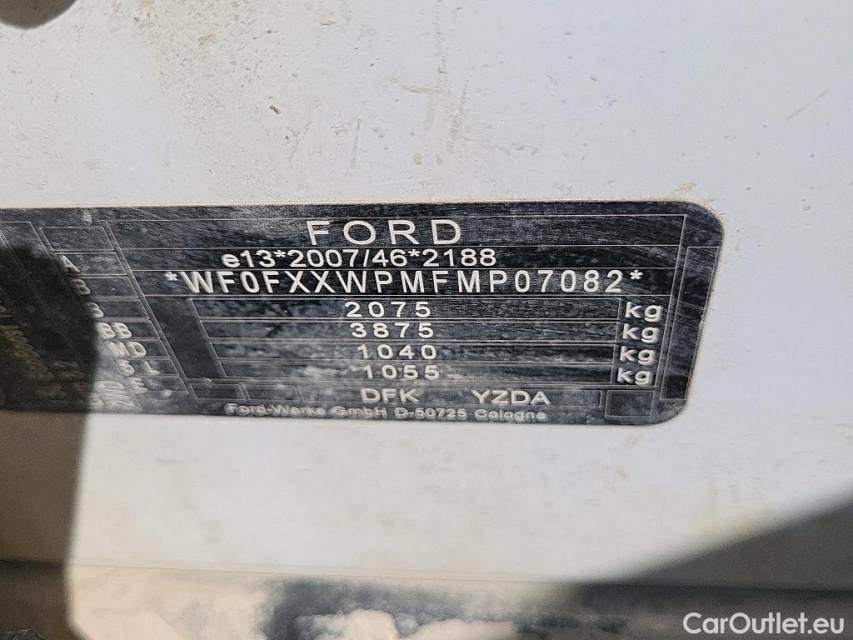 FORD
e13*2007/46*2188
*WF0FXXWPMFMP07082*
2075 kg
3875 kg
1040 kg
1055 kg
DFK YZDA
Ford-Werke GmbH D-50725 Cologne
CarOutlet.eu